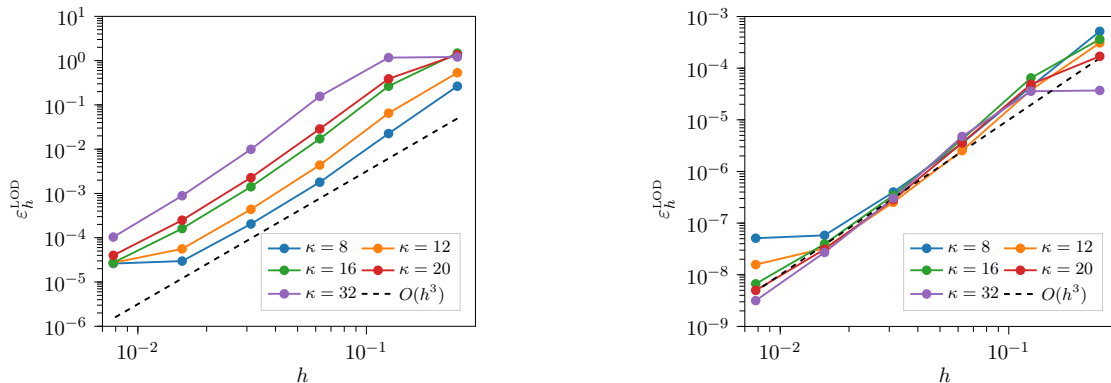 10^1
10^0
10^{-1}
10^{-2}
10^{-3}
10^{-4}
10^{-5}
10^{-6}
ε_h^{LOD}
κ = 8
κ = 12
κ = 16
κ = 20
κ = 32
O(h^3)
10^{-2}
10^{-1}
h
10^{-3}
10^{-4}
10^{-5}
10^{-6}
10^{-7}
10^{-8}
10^{-9}
ε_h^{LOD}
κ = 8
κ = 12
κ = 16
κ = 20
κ = 32
O(h^3)
10^{-2}
10^{-1}
h